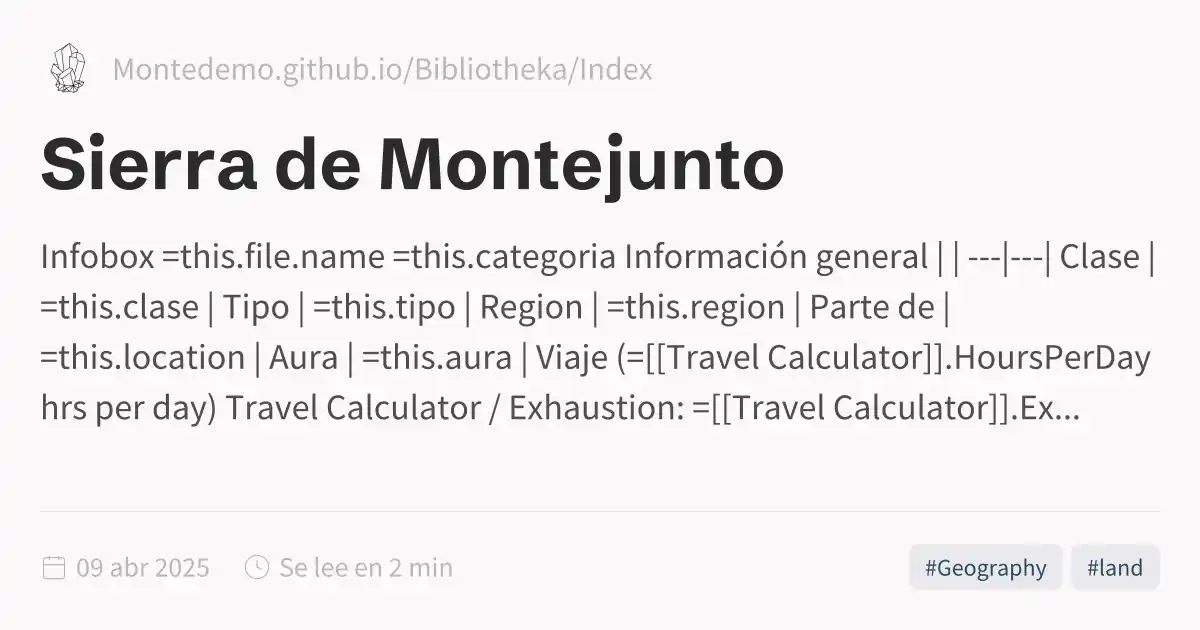 Montedemo.github.io/Bibliotheka/Index
Sierra de Montejunto
Infobox =this.file.name =this.categoria Información general | | ---|---| Clase |
=this.clase | Tipo | =this.tipo | Region | =this.region | Parte de |
=this.location | Aura | =this.aura | Viaje (=[[Travel Calculator]].HoursPerDay
hrs per day) Travel Calculator / Exhaustion: =[[Travel Calculator]].Ex...
09 abr 2025 Se lee en 2 min #Geography #land